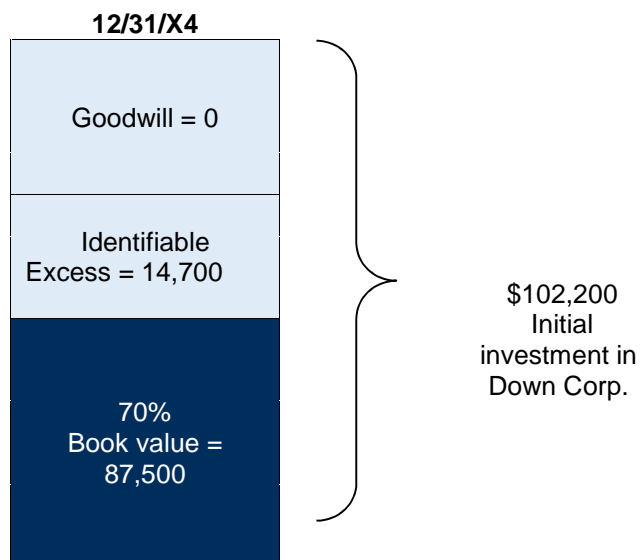 12/31/X4
Goodwill = 0
Identifiable
Excess = 14,700
70%
Book value =
87,500
$102,200
Initial
investment in
Down Corp.